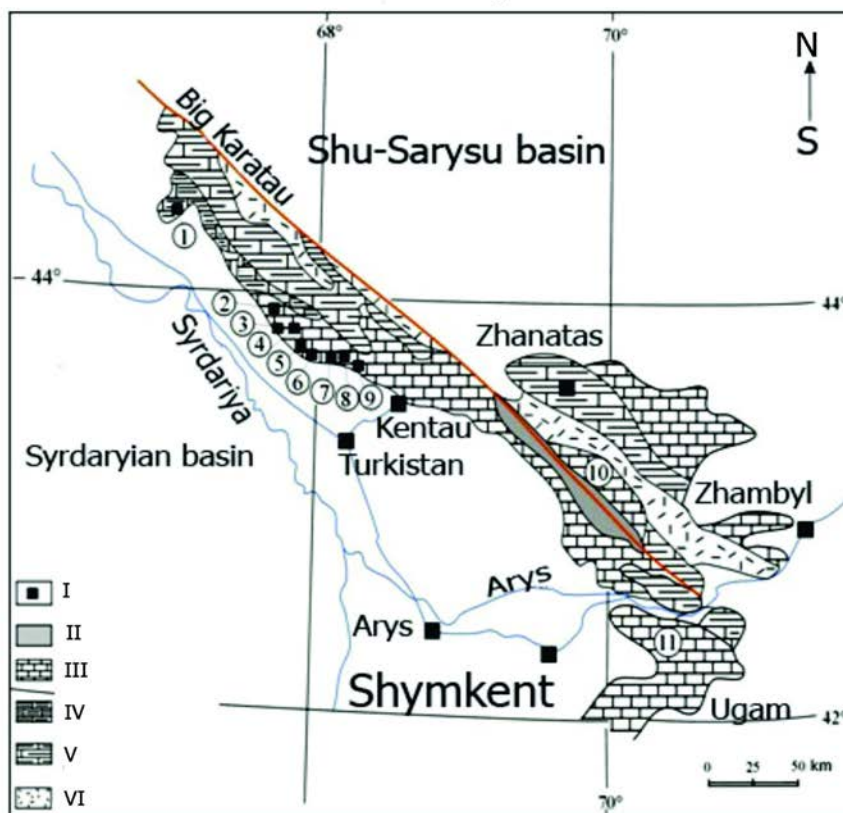 68°
70°
N
S
Big Karatau
Shu-Sarysu basin
1
44°
44°
2
3
4
5
6
7
8
9
Syrdariya
Zhanatas
Kentau
Turkistan
Syrdaryian basin
10
Zhambyl
Arys
Arys
Shymkent
11
Ugam
42°
70°
0 25 50 km
I
II
III
IV
V
VI